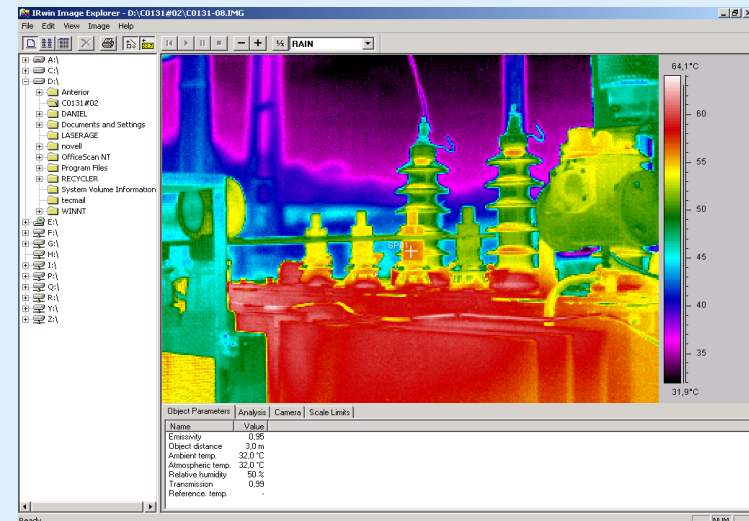 IRwin Image Explorer - D:\C0131#02\C0131-08.IMG
File Edit View Image Help
¼ RAIN
A:\
C:\
D:\
Anterior
C0131#02
DANIEL
Documents and Settings
LASERAGE
novell
OfficeScan NT
Program Files
RECYCLER
System Volume Information
tecmail
WINNT
E:\
F:\
G:\
H:\
I:\
P:\
Q:\
R:\
Y:\
Z:\
64,1°C
60
55
50
45
40
35
31,9°C
Object Parameters Analysis Camera Scale Limits
Name Value
Emissivity 0,95
Object distance 3,0 m
Ambient temp. 32,0 °C
Atmospheric temp. 32,0 °C
Relative humidity 50 %
Transmission 0,99
Reference. temp. -
Ready NUM